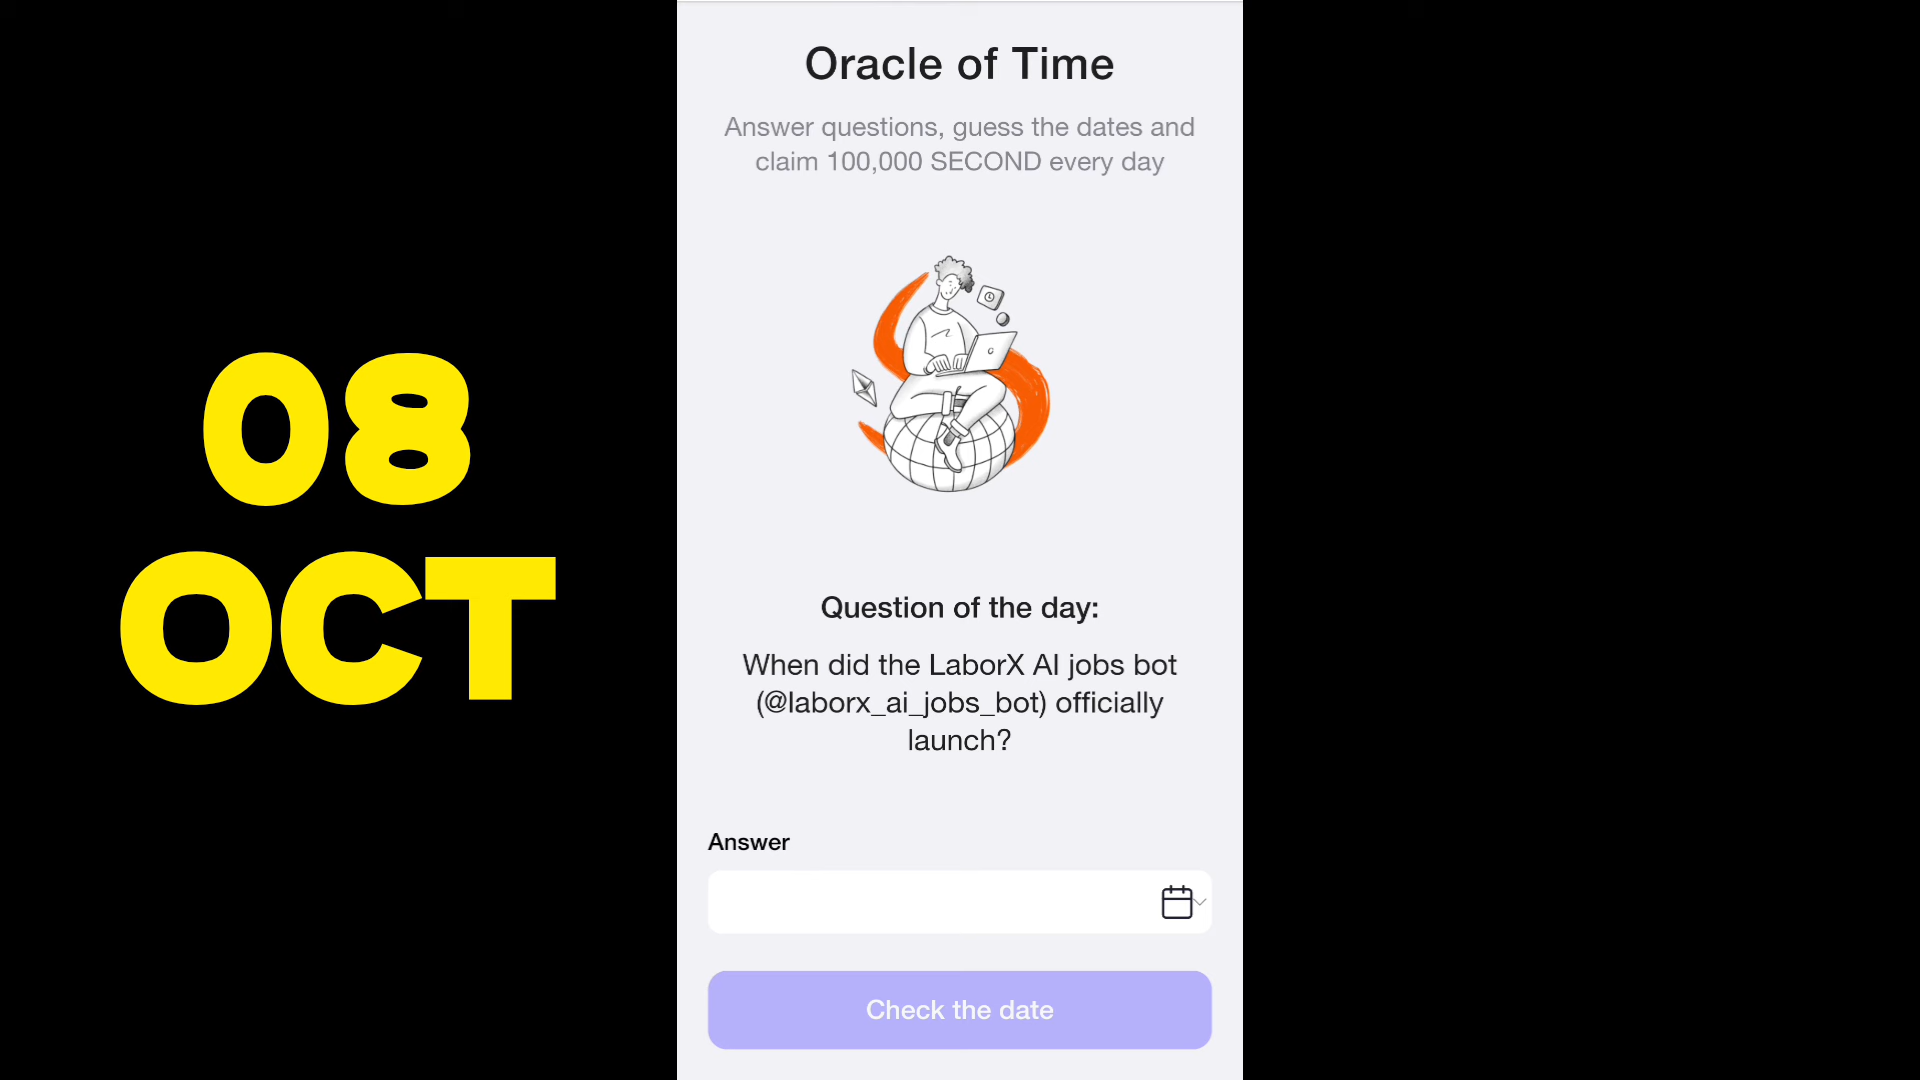 08
OCT
Oracle of Time
Answer questions, guess the dates and
claim 100,000 SECOND every day
Question of the day:
When did the LaborX AI jobs bot
(@laborx_ai_jobs_bot) officially
launch?
Answer
Check the date